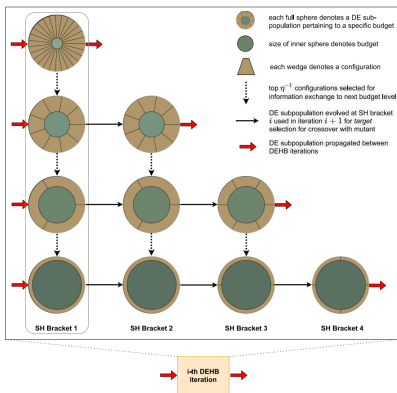 each full sphere denotes a DE sub-
population pertaining to a specific budget
size of inner sphere denotes budget
each wedge denotes a configuration
top η⁻¹ configurations selected for
information exchange to next budget level
DE subpopulation evolved at SH bracket
i used in iteration i + 1 for target
selection for crossover with mutant
DE subpopulation propagated between
DEHB iterations
SH Bracket 1
SH Bracket 2
SH Bracket 3
SH Bracket 4
i4th DEHB
iteration